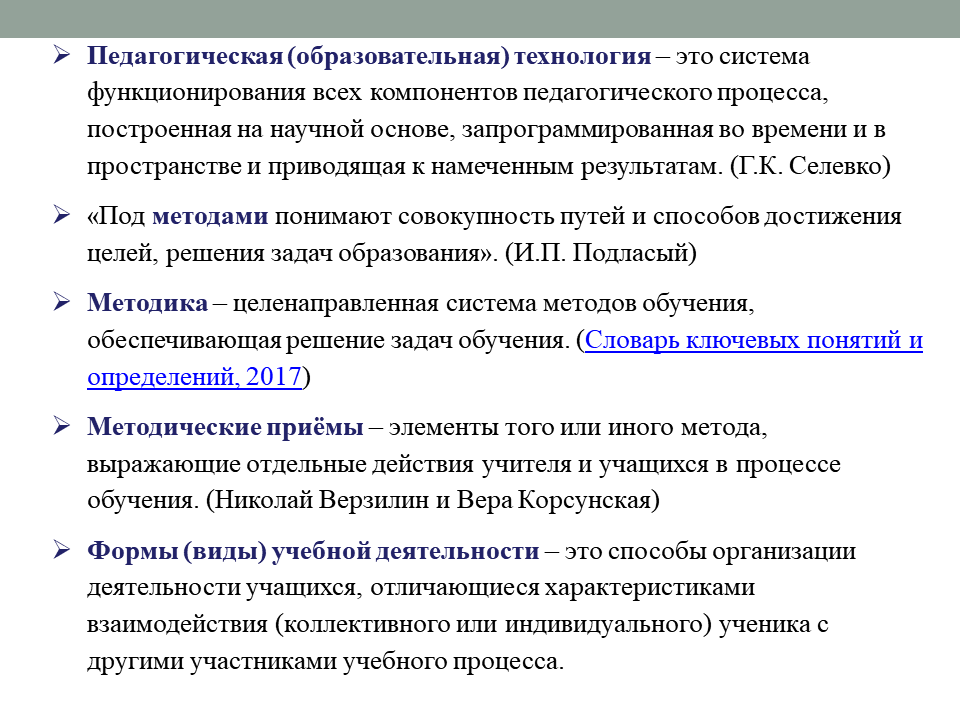 Педагогическая (образовательная) технология – это система
функционирования всех компонентов педагогического процесса,
построенная на научной основе, запрограммированная во времени и в
пространстве и приводящая к намеченным результатам. (Г.К. Селевко)
«Под методами понимают совокупность путей и способов достижения
целей, решения задач образования». (И.П. Подласый)
Методика – целенаправленная система методов обучения,
обеспечивающая решение задач обучения. (Словарь ключевых понятий и
определений, 2017)
Методические приёмы – элементы того или иного метода,
выражающие отдельные действия учителя и учащихся в процессе
обучения. (Николай Верзилин и Вера Корсунская)
Формы (виды) учебной деятельности – это способы организации
деятельности учащихся, отличающиеся характеристиками
взаимодействия (коллективного или индивидуального) ученика с
другими участниками учебного процесса.